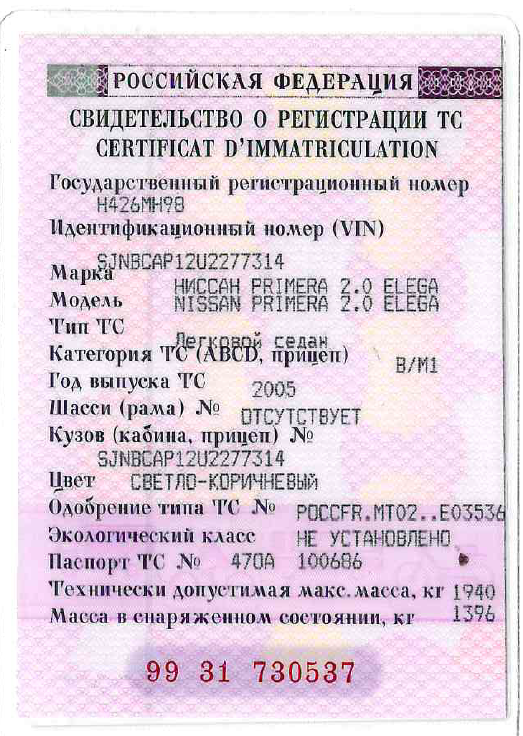 РОССИЙСКАЯ ФЕДЕРАЦИЯ
СВИДЕТЕЛЬСТВО О РЕГИСТРАЦИИ ТС
CERTIFICAT D'IMMATRICULATION
Государственный регистрационный номер
Н426МН98
Идентификационный номер (VIN)
SJNBCAP12U2277314
Марка НИССАН PRIMERA 2.0 ELEGA
Модель NISSAN PRIMERA 2.0 ELEGA
Тип ТС Легковой седан
Категория ТС (ABCD, прицеп) B/M1
Год выпуска ТС 2005
Шасси (рама) № ОТСУТСТВУЕТ
Кузов (кабина, прицеп) №
SJNBCAP12U2277314
Цвет СВЕТЛО-КОРИЧНЕВЫЙ
Одобрение типа ТС № РОССFR.МТ02..Е03536
Экологический класс НЕ УСТАНОВЛЕНО
Паспорт ТС № 470А 100686
Технически допустимая макс. масса, кг 1940
Масса в снаряженном состоянии, кг 1396
99 31 730537